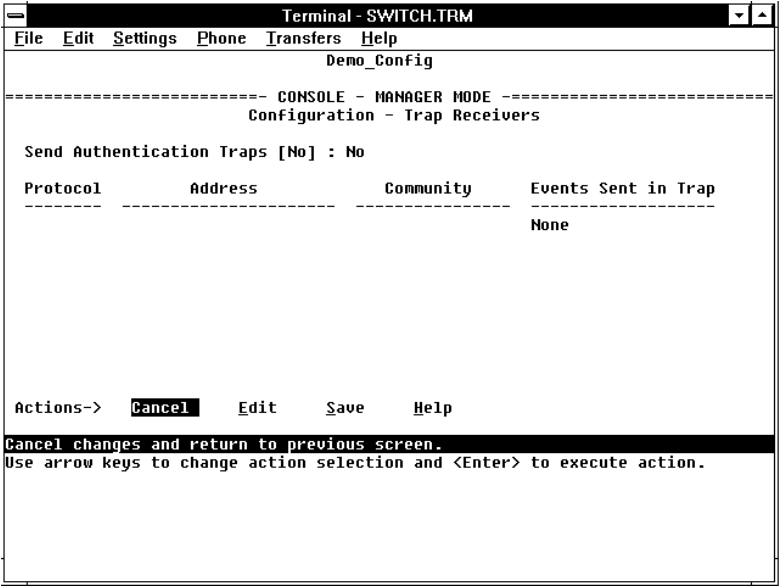 Terminal - SWITCH.TRM
File Edit Settings Phone Transfers Help
Demo_Config
==========================- CONSOLE - MANAGER MODE -===========================
Configuration - Trap Receivers
Send Authentication Traps [No] : No
Protocol Address Community Events Sent in Trap
-------- ---------------------- ---------------- -------------------
None
Actions-> Cancel Edit Save Help
Cancel changes and return to previous screen.
Use arrow keys to change action selection and <Enter> to execute action.